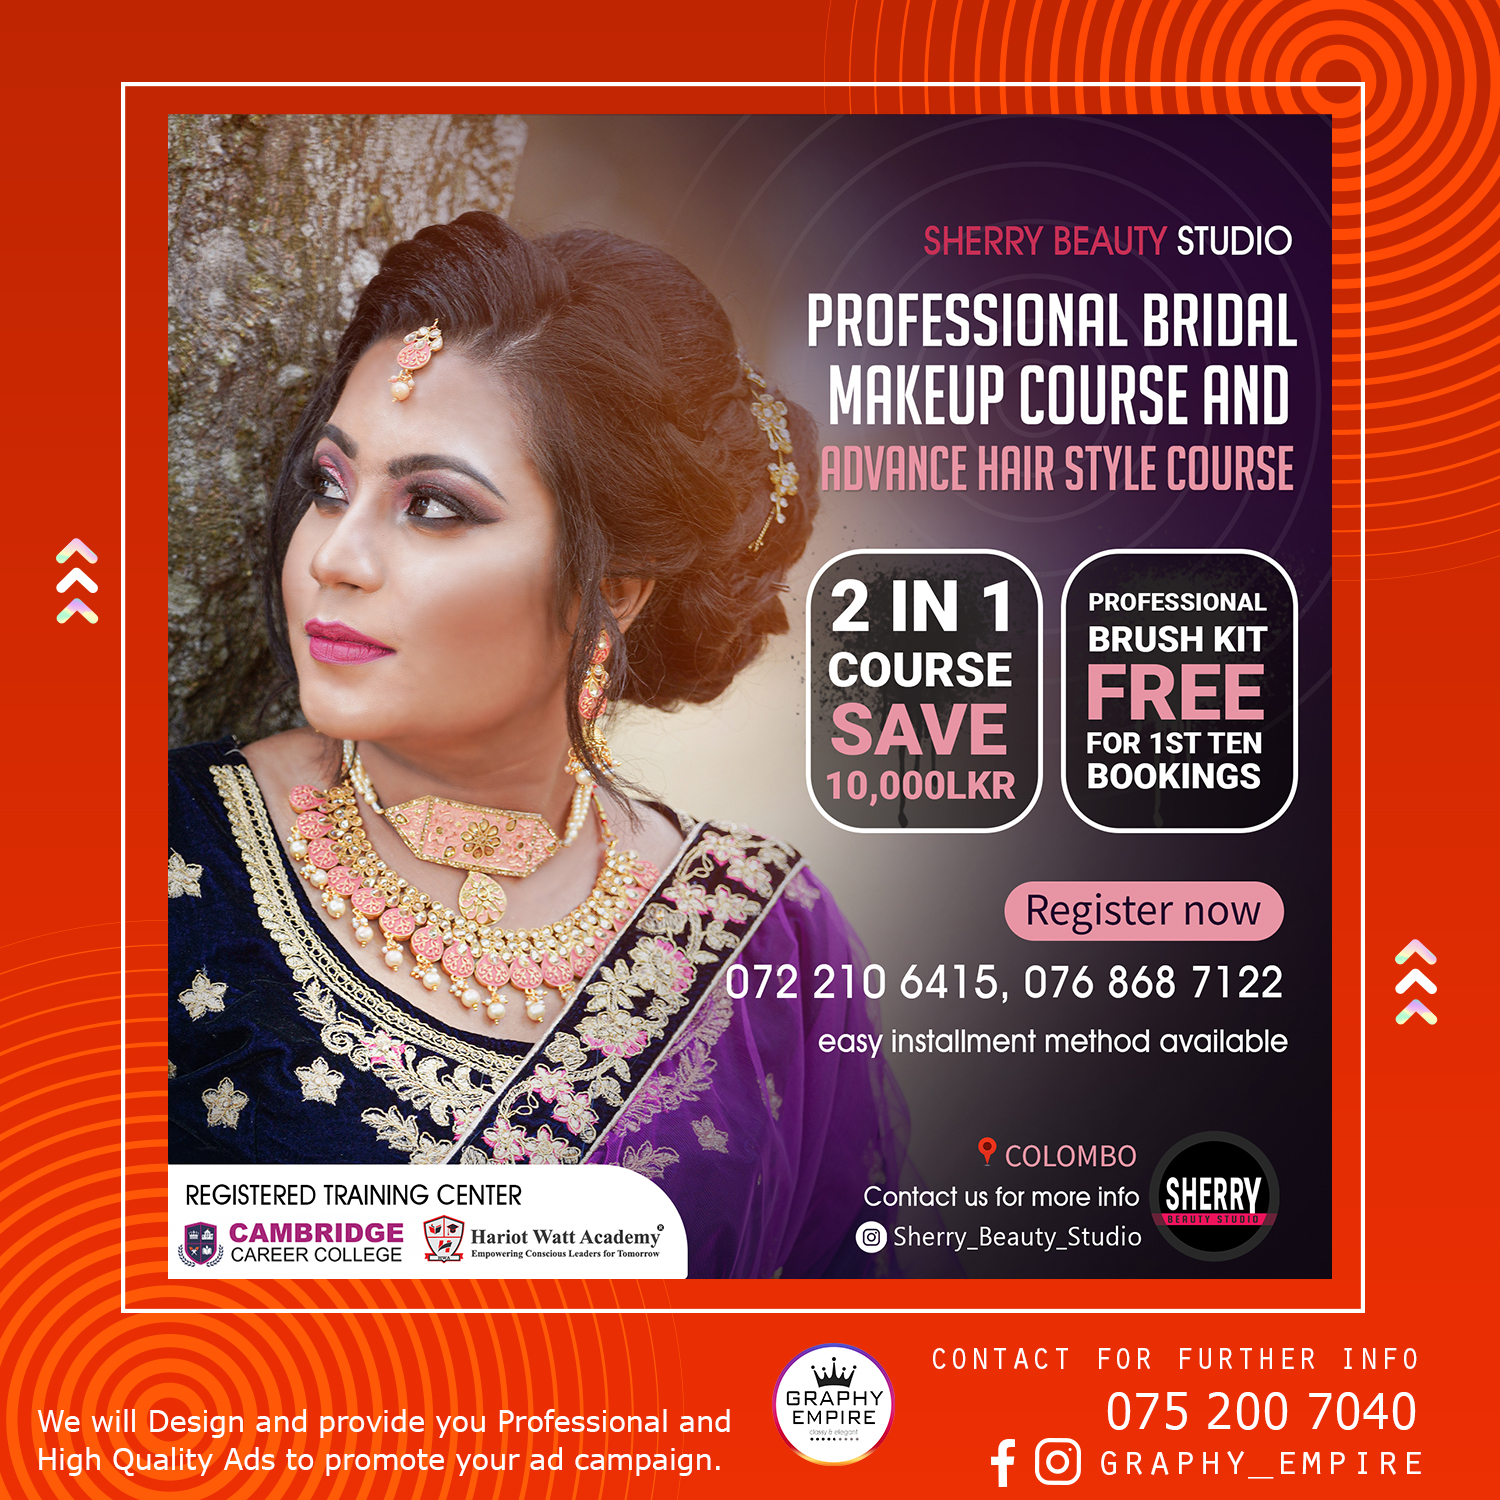 SHERRY BEAUTY STUDIO
PROFESSIONAL BRIDAL
MAKEUP COURSE AND
ADVANCE HAIR STYLE COURSE
2 IN 1
COURSE
SAVE
10,000LKR
PROFESSIONAL
BRUSH KIT
FREE
FOR 1ST TEN
BOOKINGS
Register now
072 210 6415, 076 868 7122
easy installment method available
COLOMBO
Contact us for more info
Sherry_Beauty_Studio
SHERRY
BEAUTY STUDIO
REGISTERED TRAINING CENTER
CAMBRIDGE
CAREER COLLEGE
HWA
Hariot Watt Academy®
Empowering Conscious Leaders for Tomorrow
We will Design and provide you Professional and
High Quality Ads to promote your ad campaign.
GRAPHY
EMPIRE
classy & elegant
CONTACT FOR FURTHER INFO
075 200 7040
GRAPHY_EMPIRE